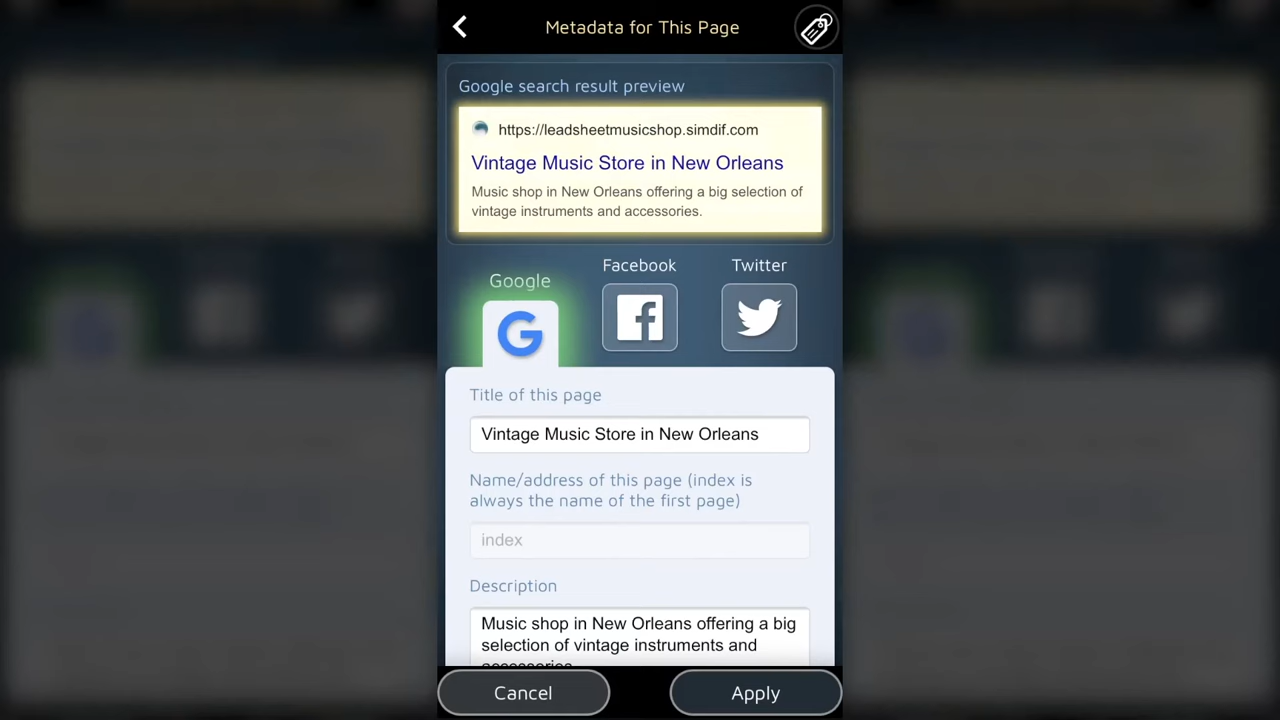 Metadata for This Page
Google search result preview
https://leadsheetmusicshop.simdif.com
Vintage Music Store in New Orleans
Music shop in New Orleans offering a big selection of
vintage instruments and accessories.
Google
Facebook
Twitter
Title of this page
Vintage Music Store in New Orleans
Name/address of this page (index is
always the name of the first page)
index
Description
Music shop in New Orleans offering a big
selection of vintage instruments and
accessories.
Cancel
Apply